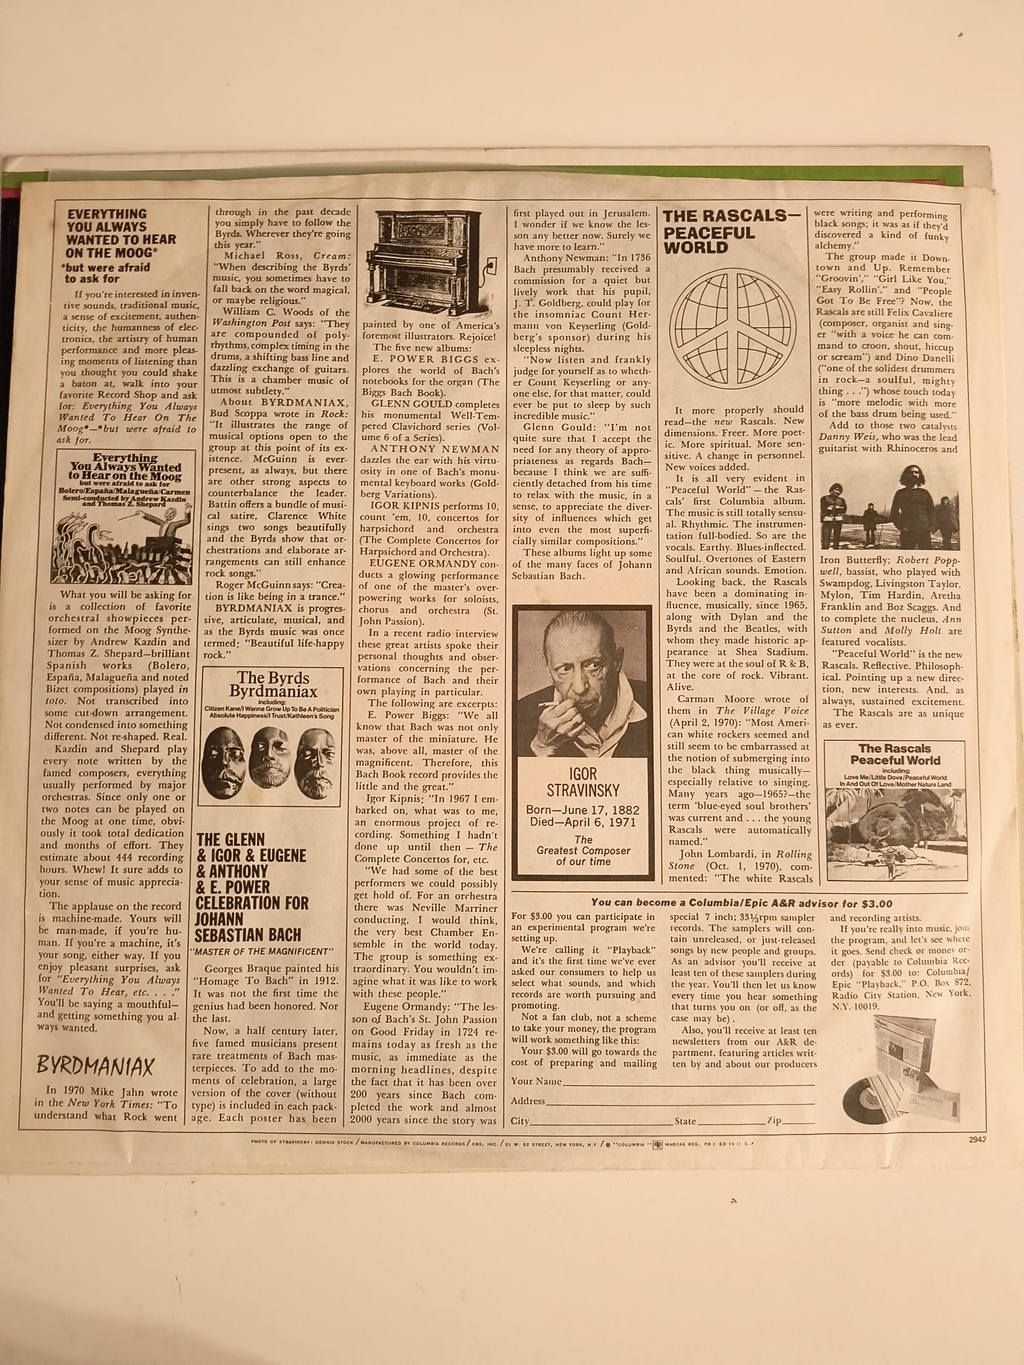 EVERYTHING
YOU ALWAYS
WANTED TO HEAR
ON THE MOOG*
*but were afraid
to ask for
If you're interested in inven-
tive sounds, traditional music,
a sense of excitement, authen-
ticity, the humanness of elec-
tronics, the artistry of human
performance and more pleas-
ing moments of listening than
you thought you could shake
a baton at, walk into your
favorite Record Shop and ask
for: Everything You Always
Wanted To Hear On The
Moog*—*but were afraid to
ask for.
Everything
You Always Wanted
to Hear on the Moog
but were afraid to ask for
Bolero/España/Malagueña/Carmen
Semi-conducted by Andrew Kazdin
and Thomas Z. Shepard
What you will be asking for
is a collection of favorite
orchestral showpieces per-
formed on the Moog Synthe-
sizer by Andrew Kazdin and
Thomas Z. Shepard—brilliant
Spanish works (Bolero,
España, Malagueña and noted
Bizet compositions) played in
toto. Not transcribed into
some cut-down arrangement.
Not condensed into something
different. Not re-shaped. Real.
Kazdin and Shepard play
every note written by the
famed composers, everything
usually performed by major
orchestras. Since only one or
two notes can be played on
the Moog at one time, obvi-
ously it took total dedication
and months of effort. They
estimate about 444 recording
hours. Whew! It sure adds to
your sense of music apprecia-
tion.
The applause on the record
is machine-made. Yours will
be man-made, if you're hu-
man. If you're a machine, it's
your song, either way. If you
enjoy pleasant surprises, ask
for "Everything You Always
Wanted To Hear, etc. . . ."
You'll be saying a mouthful—
and getting something you al-
ways wanted.
BYRDMANIAX
In 1970 Mike Jahn wrote
in the New York Times: "To
understand what Rock went
through in the past decade
you simply have to follow the
Byrds. Wherever they're going
this year."
Michael Ross, Cream:
"When describing the Byrds'
music, you sometimes have to
fall back on the word magical,
or maybe religious."
William C. Woods of the
Washington Post says: "They
are compounded of poly-
rhythms, complex timing in the
drums, a shifting bass line and
dazzling exchange of guitars.
This is a chamber music of
utmost subtlety."
About BYRDMANIAX,
Bud Scoppa wrote in Rock:
"It illustrates the range of
musical options open to the
group at this point of its ex-
istence. McGuinn is ever-
present, as always, but there
are other strong aspects to
counterbalance the leader.
Battin offers a bundle of musi-
cal satire, Clarence White
sings two songs beautifully
and the Byrds show that or-
chestrations and elaborate ar-
rangements can still enhance
rock songs."
Roger McGuinn says: "Crea-
tion is like being in a trance."
BYRDMANIAX is progres-
sive, articulate, musical, and
as the Byrds music was once
termed; "Beautiful life-happy
rock."
The Byrds
Byrdmaniax
including:
Citizen Kane/I Wanna Grow Up To Be A Politician
Absolute Happiness/I Trust/Kathleen's Song
THE GLENN
& IGOR & EUGENE
& ANTHONY
& E. POWER
CELEBRATION FOR
JOHANN
SEBASTIAN BACH
"MASTER OF THE MAGNIFICENT"
Georges Braque painted his
"Homage To Bach" in 1912.
It was not the first time the
genius had been honored. Nor
the last.
Now, a half century later,
five famed musicians present
rare treatments of Bach mas-
terpieces. To add to the mo-
ments of celebration, a large
version of the cover (without
type) is included in each pack-
age. Each poster has been
painted by one of America's
foremost illustrators. Rejoice!
The five new albums:
E. POWER BIGGS ex-
plores the world of Bach's
notebooks for the organ (The
Biggs Bach Book).
GLENN GOULD completes
his monumental Well-Tem-
pered Clavichord series (Vol-
ume 6 of a Series).
ANTHONY NEWMAN
dazzles the ear with his virtu-
osity in one of Bach's monu-
mental keyboard works (Gold-
berg Variations).
IGOR KIPNIS performs 10,
count 'em, 10, concertos for
harpsichord and orchestra
(The Complete Concertos for
Harpsichord and Orchestra).
EUGENE ORMANDY con-
ducts a glowing performance
of one of the master's over-
powering works for soloists,
chorus and orchestra (St.
John Passion).
In a recent radio interview
these great artists spoke their
personal thoughts and obser-
vations concerning the per-
formance of Bach and their
own playing in particular.
The following are excerpts:
E. Power Biggs: "We all
know that Bach was not only
master of the miniature. He
was, above all, master of the
magnificent. Therefore, this
Bach Book record provides the
little and the great."
Igor Kipnis; "In 1967 I em-
barked on, what was to me,
an enormous project of re-
cording. Something I hadn't
done up until then — The
Complete Concertos for, etc.
"We had some of the best
performers we could possibly
get hold of. For an orchestra
there was Neville Marriner
conducting, I would think,
the very best Chamber En-
semble in the world today.
The group is something ex-
traordinary. You wouldn't im-
agine what it was like to work
with these people."
Eugene Ormandy: "The les-
son of Bach's St. John Passion
on Good Friday in 1724 re-
mains today as fresh as the
music, as immediate as the
morning headlines, despite
the fact that it has been over
200 years since Bach com-
pleted the work and almost
2000 years since the story was
first played out in Jerusalem.
I wonder if we know the les-
son any better now. Surely we
have more to learn."
Anthony Newman: "In 1736
Bach presumably received a
commission for a quiet but
lively work that his pupil,
J. T. Goldberg, could play for
the insomniac Count Her-
mann von Keyserling (Gold-
berg's sponsor) during his
sleepless nights.
"Now listen and frankly
judge for yourself as to wheth-
er Count Keyserling or any-
one else, for that matter, could
ever be put to sleep by such
incredible music."
Glenn Gould: "I'm not
quite sure that I accept the
need for any theory of appro-
priateness as regards Bach—
because I think we are suffi-
ciently detached from his time
to relax with the music, in a
sense, to appreciate the diver-
sity of influences which get
into even the most superfi-
cially similar compositions."
These albums light up some
of the many faces of Johann
Sebastian Bach.
IGOR
STRAVINSKY
Born—June 17, 1882
Died—April 6, 1971
The
Greatest Composer
of our time
THE RASCALS—
PEACEFUL
WORLD
It more properly should
read—the new Rascals. New
dimensions. Freer. More poet-
ic. More spiritual. More sen-
sitive. A change in personnel.
New voices added.
It is all very evident in
"Peaceful World" — the Ras-
cals' first Columbia album.
The music is still totally sensu-
al. Rhythmic. The instrumen-
tation full-bodied. So are the
vocals. Earthy. Blues-inflected.
Soulful. Overtones of Eastern
and African sounds. Emotion.
Looking back, the Rascals
have been a dominating in-
fluence, musically, since 1965,
along with Dylan and the
Byrds and the Beatles, with
whom they made historic ap-
pearance at Shea Stadium.
They were at the soul of R & B,
at the core of rock. Vibrant.
Alive.
Carman Moore wrote of
them in The Village Voice
(April 2, 1970): "Most Ameri-
can white rockers seemed and
still seem to be embarrassed at
the notion of submerging into
the black thing musically—
especially relative to singing.
Many years ago—1965?—the
term 'blue-eyed soul brothers'
was current and . . . the young
Rascals were automatically
named."
John Lombardi, in Rolling
Stone (Oct. 1, 1970), com-
mented: "The white Rascals
were writing and performing
black songs; it was as if they'd
discovered a kind of funky
alchemy."
The group made it Down-
town and Up. Remember
"Groovin'," "Girl Like You,"
"Easy Rollin'," and "People
Got To Be Free"? Now, the
Rascals are still Felix Cavaliere
(composer, organist and sing-
er "with a voice he can com-
mand to croon, shout, hiccup
or scream") and Dino Danelli
("one of the solidest drummers
in rock—a soulful, mighty
thing . . .") whose touch today
is "more melodic with more
of the bass drum being used."
Add to those two catalysts
Danny Weis, who was the lead
guitarist with Rhinoceros and
Iron Butterfly; Robert Popp-
well, bassist, who played with
Swampdog, Livingston Taylor,
Mylon, Tim Hardin, Aretha
Franklin and Boz Scaggs. And
to complete the nucleus, Ann
Sutton and Molly Holt are
featured vocalists.
"Peaceful World" is the new
Rascals. Reflective. Philosoph-
ical. Pointing up a new direc-
tion, new interests. And, as
always, sustained excitement.
The Rascals are as unique
as ever.
The Rascals
Peaceful World
including:
Love Me/Little Dove/Peaceful World
In And Out Of Love/Mother Nature Land
You can become a Columbia/Epic A&R advisor for $3.00
For $3.00 you can participate in
an experimental program we're
setting up.
We're calling it "Playback"
and it's the first time we've ever
asked our consumers to help us
select what sounds, and which
records are worth pursuing and
promoting.
Not a fan club, not a scheme
to take your money, the program
will work something like this:
Your $3.00 will go towards the
cost of preparing and mailing
special 7 inch; 33⅓rpm sampler
records. The samplers will con-
tain unreleased, or just-released
songs by new people and groups.
As an advisor you'll receive at
least ten of these samplers during
the year. You'll then let us know
every time you hear something
that turns you on (or off, as the
case may be).
Also, you'll receive at least ten
newsletters from our A&R de-
partment, featuring articles writ-
ten by and about our producers
and recording artists.
If you're really into music, join
the program, and let's see where
it goes. Send check or money or-
der (payable to Columbia Rec-
ords) for $3.00 to: Columbia/
Epic "Playback," P.O. Box 872,
Radio City Station, New York,
N.Y. 10019.
Your Name
Address
City State Zip
PHOTO OF STRAVINSKY: DENNIS STOCK / MANUFACTURED BY COLUMBIA RECORDS / CBS, INC. / 51 W. 52 STREET, NEW YORK, N.Y. / ® "COLUMBIA" MARCAS REG.
2942